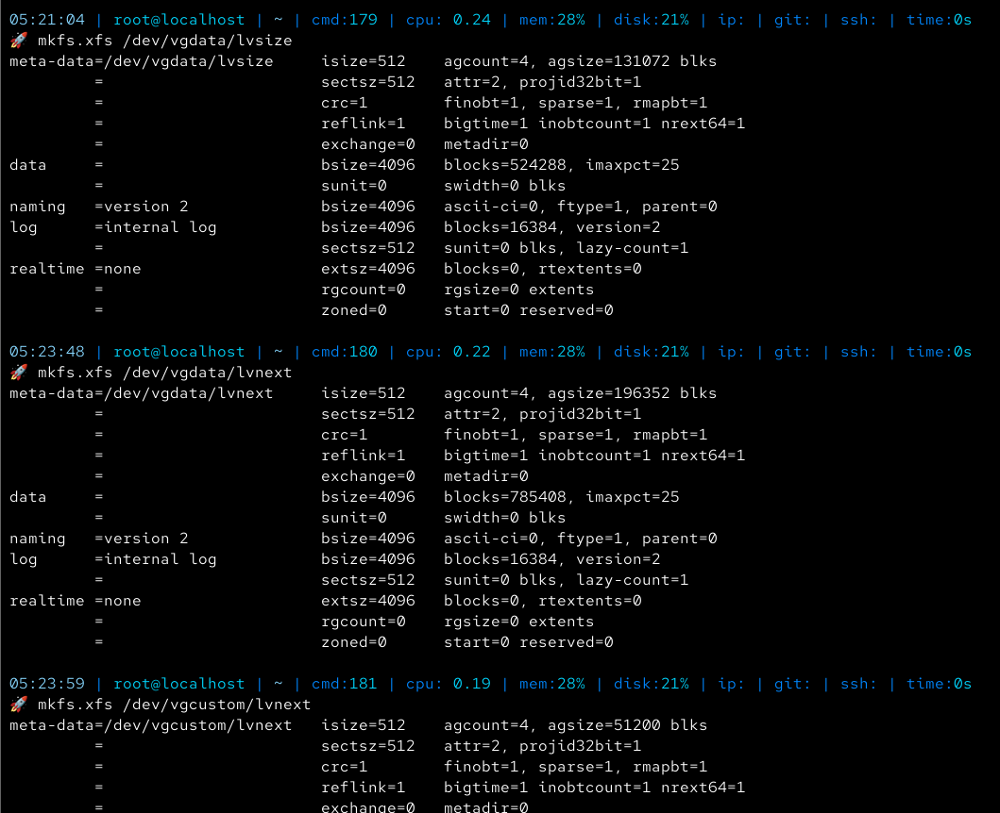 05:21:04 | root@localhost | ~ | cmd:179 | cpu: 0.24 | mem:28% | disk:21% | ip: | git: | ssh: | time:0s
🚀 mkfs.xfs /dev/vgdata/lvsize
meta-data=/dev/vgdata/lvsize     isize=512    agcount=4, agsize=131072 blks
         =                       sectsz=512   attr=2, projid32bit=1
         =                       crc=1        finobt=1, sparse=1, rmapbt=1
         =                       reflink=1    bigtime=1 inobtcount=1 nrext64=1
         =                       exchange=0   metadir=0
data     =                       bsize=4096   blocks=524288, imaxpct=25
         =                       sunit=0      swidth=0 blks
naming   =version 2              bsize=4096   ascii-ci=0, ftype=1, parent=0
log      =internal log           bsize=4096   blocks=16384, version=2
         =                       sectsz=512   sunit=0 blks, lazy-count=1
realtime =none                   extsz=4096   blocks=0, rtextents=0
         =                       rgcount=0    rgsize=0 extents
         =                       zoned=0      start=0 reserved=0
05:23:48 | root@localhost | ~ | cmd:180 | cpu: 0.22 | mem:28% | disk:21% | ip: | git: | ssh: | time:0s
🚀 mkfs.xfs /dev/vgdata/lvnext
meta-data=/dev/vgdata/lvnext     isize=512    agcount=4, agsize=196352 blks
         =                       sectsz=512   attr=2, projid32bit=1
         =                       crc=1        finobt=1, sparse=1, rmapbt=1
         =                       reflink=1    bigtime=1 inobtcount=1 nrext64=1
         =                       exchange=0   metadir=0
data     =                       bsize=4096   blocks=785408, imaxpct=25
         =                       sunit=0      swidth=0 blks
naming   =version 2              bsize=4096   ascii-ci=0, ftype=1, parent=0
log      =internal log           bsize=4096   blocks=16384, version=2
         =                       sectsz=512   sunit=0 blks, lazy-count=1
realtime =none                   extsz=4096   blocks=0, rtextents=0
         =                       rgcount=0    rgsize=0 extents
         =                       zoned=0      start=0 reserved=0
05:23:59 | root@localhost | ~ | cmd:181 | cpu: 0.19 | mem:28% | disk:21% | ip: | git: | ssh: | time:0s
🚀 mkfs.xfs /dev/vgcustom/lvnext
meta-data=/dev/vgcustom/lvnext   isize=512    agcount=4, agsize=51200 blks
         =                       sectsz=512   attr=2, projid32bit=1
         =                       crc=1        finobt=1, sparse=1, rmapbt=1
         =                       reflink=1    bigtime=1 inobtcount=1 nrext64=1
         =                       exchange=0   metadir=0